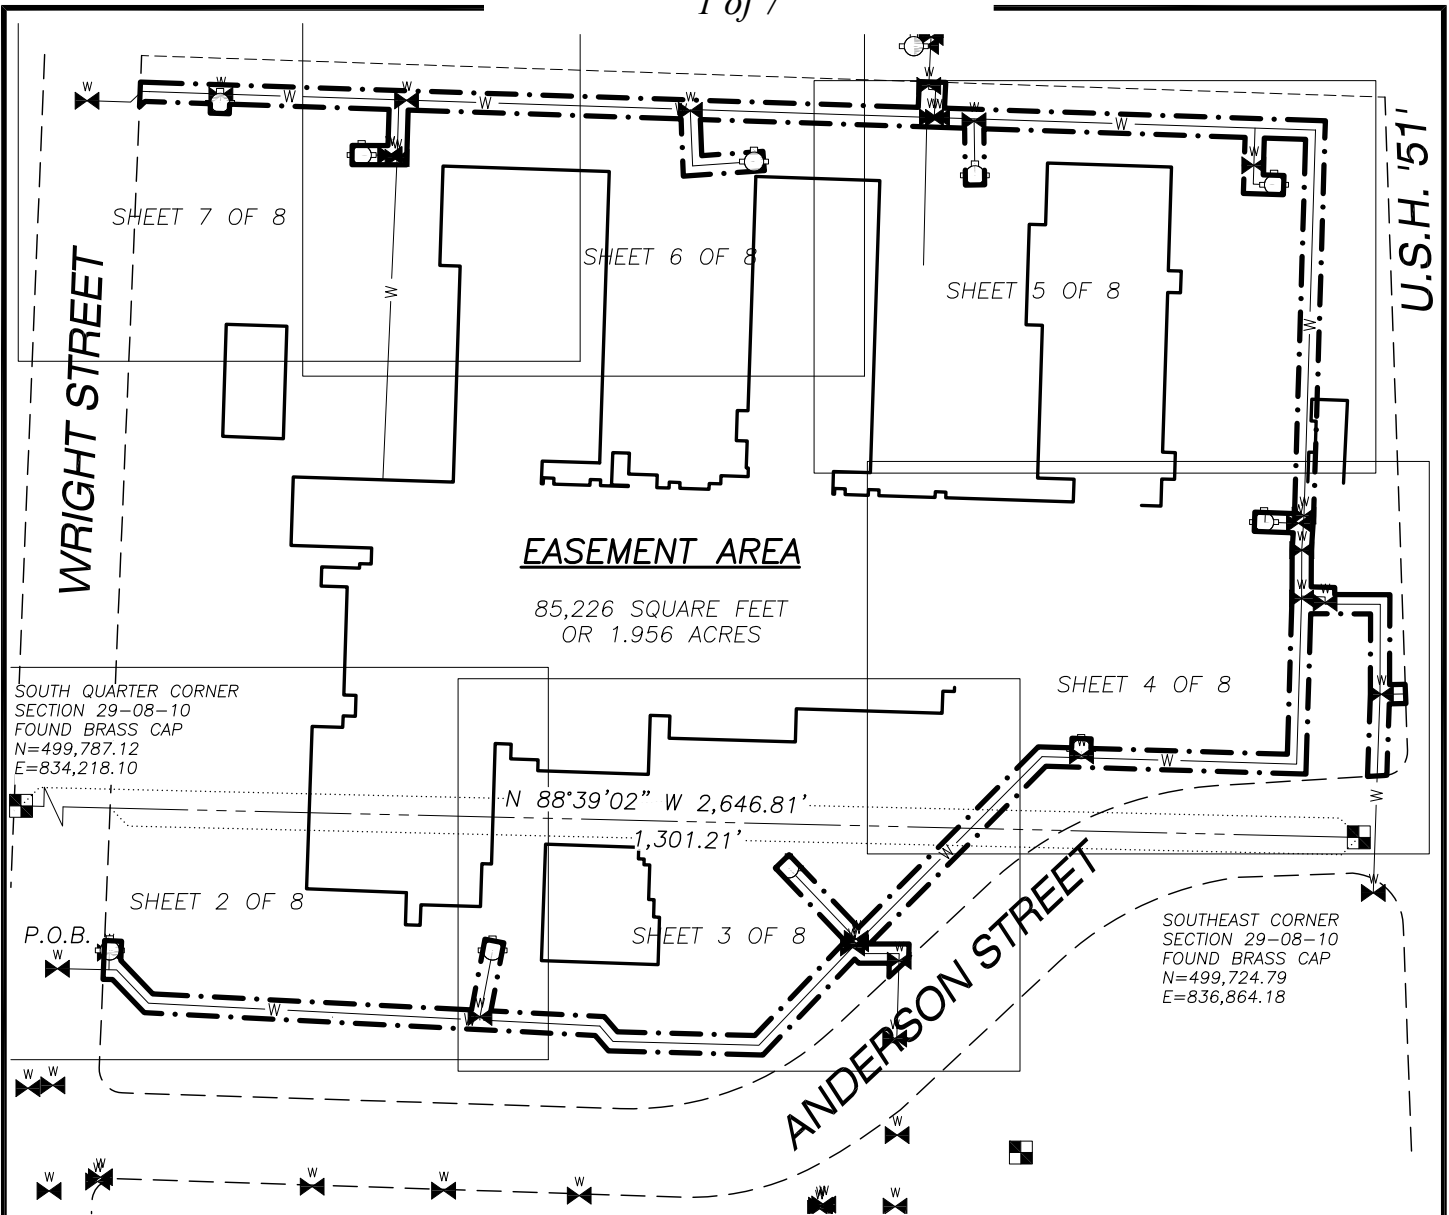 1 of 7
U.S.H. '51'
SHEET 7 OF 8
SHEET 6 OF 8
SHEET 5 OF 8
WRIGHT STREET
EASEMENT AREA
85,226 SQUARE FEET
OR 1.956 ACRES
SHEET 4 OF 8
SOUTH QUARTER CORNER
SECTION 29-08-10
FOUND BRASS CAP
N=499,787.12
E=834,218.10
N 88°39'02" W 2,646.81'
1,301.21'
SHEET 2 OF 8
P.O.B.
SHEET 3 OF 8
ANDERSON STREET
SOUTHEAST CORNER
SECTION 29-08-10
FOUND BRASS CAP
N=499,724.79
E=836,864.18